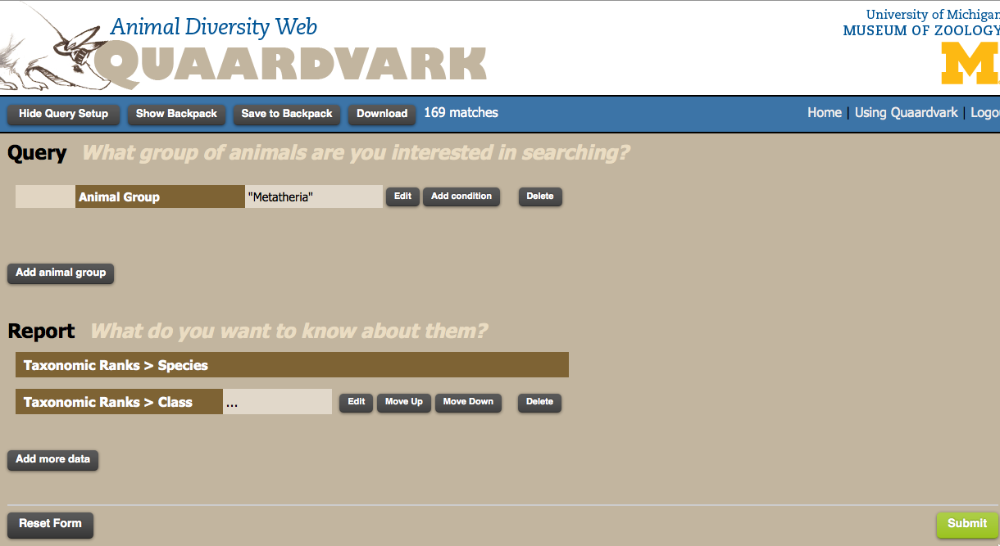 Animal Diversity Web
QUAARDVARK
University of Michigan
MUSEUM OF ZOOLOGY
M
Hide Query Setup Show Backpack Save to Backpack Download 169 matches Home | Using Quaardvark | Logo
Query What group of animals are you interested in searching?
Animal Group "Metatheria" Edit Add condition Delete
Add animal group
Report What do you want to know about them?
Taxonomic Ranks > Species
Taxonomic Ranks > Class ... Edit Move Up Move Down Delete
Add more data
Reset Form Submit